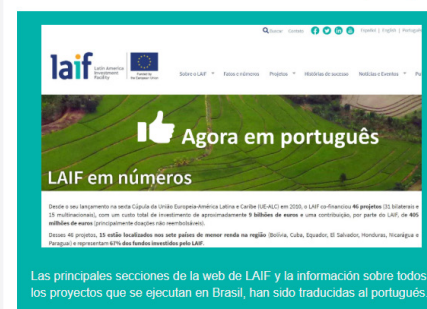 Buscar Contato Español | English | Português
laif Latin America
Investment
Facility
Funded by
the European Union
Sobre o LAIF Fatos e números Projetos Histórias de sucesso Notícias e Eventos
Agora em português
LAIF em números
Desde o seu lançamento na sexta Cúpula da União Europeia-América Latina e Caribe (UE-ALC) em 2010, o LAIF co-financiou 46 projetos (31 bilaterais e
15 multinacionais), com um custo total de investimento de aproximadamente 9 bilhões de euros e uma contribuição, por parte do LAIF, de 405
milhões de euros (principalmente doações não reembolsáveis).
Desses 46 projetos, 15 estão localizados nos sete países de menor renda na região (Bolívia, Cuba, Equador, El Salvador, Honduras, Nicarágua e
Paraguai) e representam 67% dos fundos investidos pelo LAIF.
Las principales secciones de la web de LAIF y la información sobre todos
los proyectos que se ejecutan en Brasil, han sido traducidas al portugués